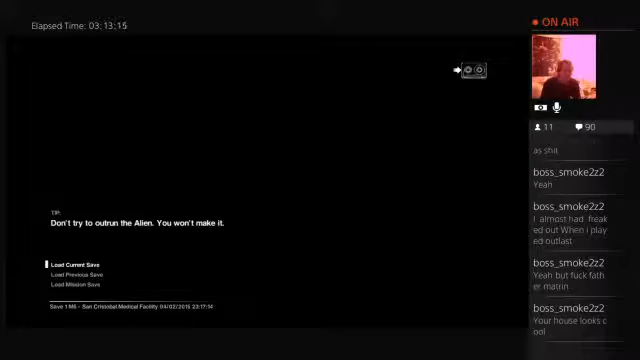 Elapsed Time: 03:13:15
ON AIR
11
90
as shit
boss_smoke2z2
Yeah
boss_smoke2z2
I almost had freak
ed out When i play
ed outlast
boss_smoke2z2
Yeah but fuck fath
er matrin
boss_smoke2z2
Your house looks c
ool
TIP:
Don't try to outrun the Alien. You won't make it.
Load Current Save
Load Previous Save
Load Mission Save
Save 1 M6 - San Cristobal Medical Facility 04/02/2015 23:17:14